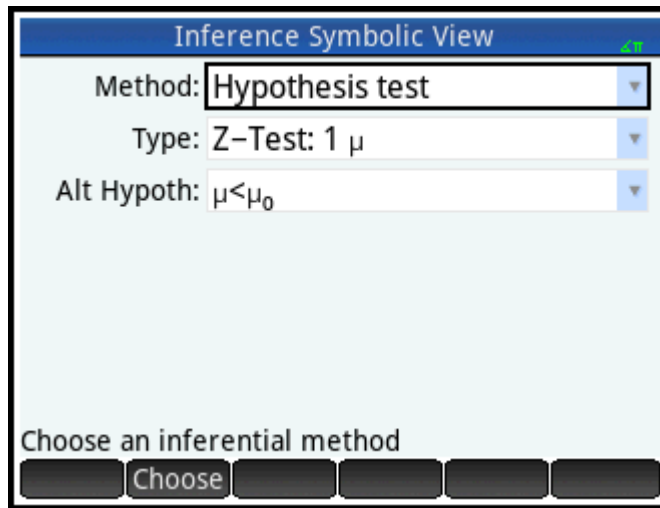 Inference Symbolic View
∡π
Method: Hypothesis test
Type: Z−Test: 1 μ
Alt Hypoth: μ<μ₀
Choose an inferential method
Choose